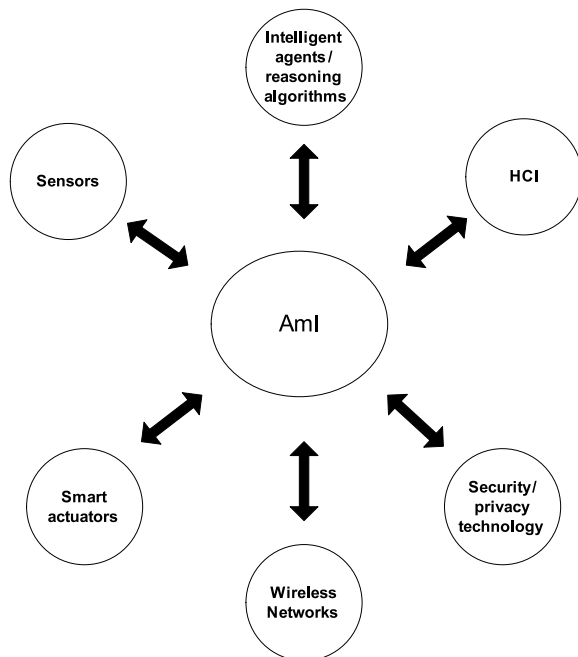 Intelligent
agents/
reasoning
algorithms
Sensors
HCI
AmI
Smart
actuators
Security/
privacy
technology
Wireless
Networks